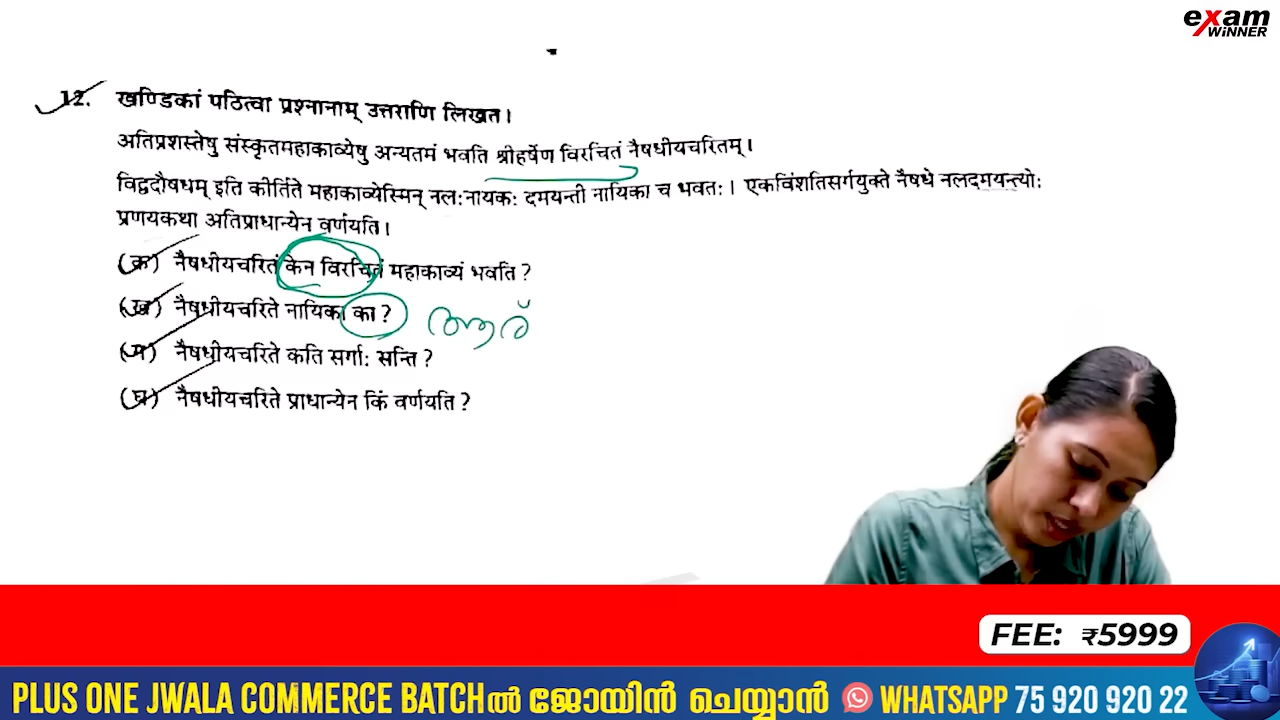 exam
WINNER
12. खण्डिकां पठित्वा प्रश्नानाम् उत्तराणि लिखत।
अतिप्रशस्तेषु संस्कृतमहाकाव्येषु अन्यतमं भवति श्रीहर्षेण विरचितं नैषधीयचरितम्।
विद्वदौषधम् इति कीर्तिते महाकाव्येस्मिन् नलःनायकः दमयन्ती नायिका च भवतः। एकविंशतिसर्गयुक्ते नैषधे नलदमयन्त्योः
प्रणयकथा अतिप्राधान्येन वर्णयति।
(क) नैषधीयचरितं केन विरचितं महाकाव्यं भवति ?
(ख) नैषधीयचरिते नायिका का ? ആര്
(ग) नैषधीयचरिते कति सर्गाः सन्ति ?
(घ) नैषधीयचरिते प्राधान्येन किं वर्णयति ?
FEE: ₹5999
PLUS ONE JWALA COMMERCE BATCHൽ ജോയിൻ ചെയ്യാൻ WHATSAPP 75 920 920 22